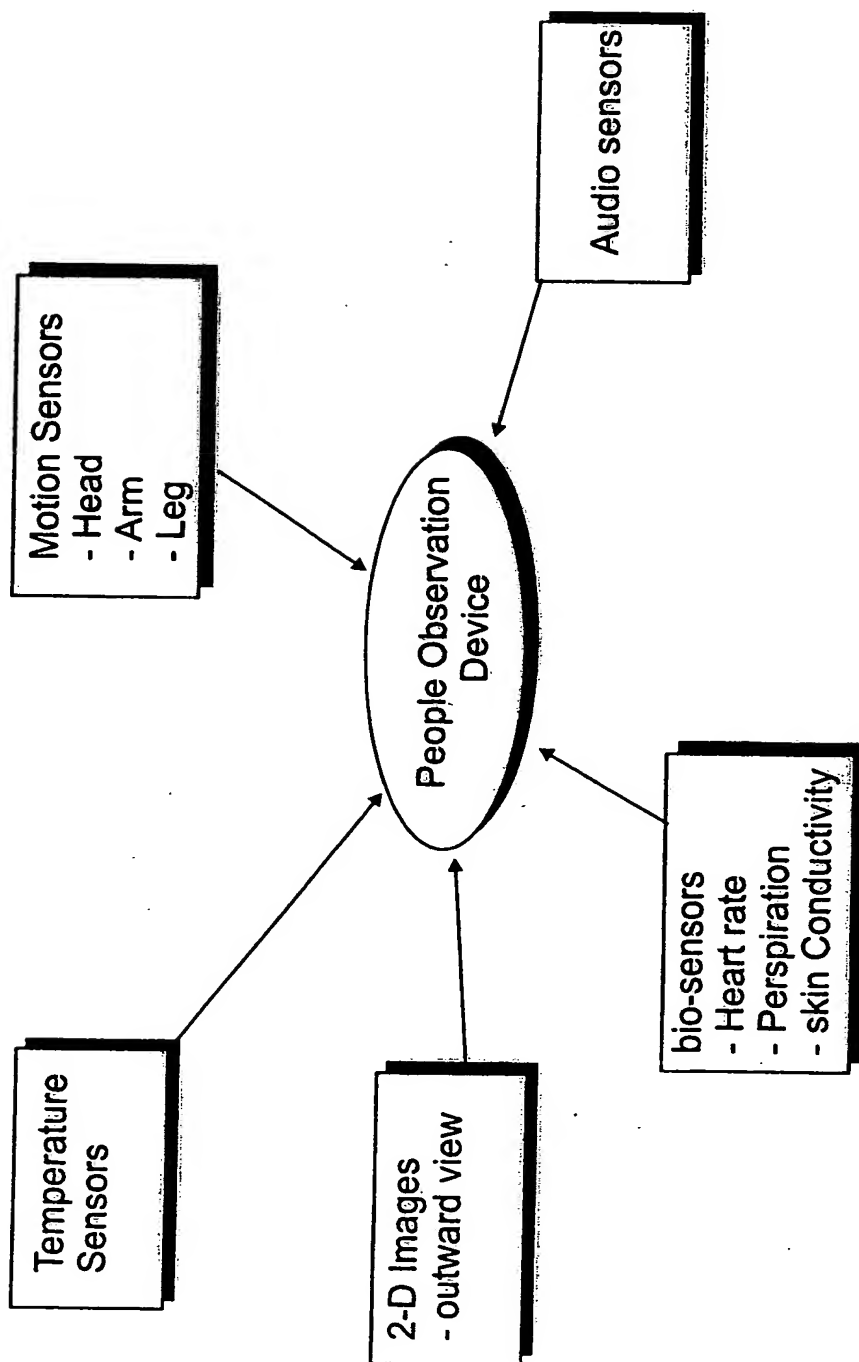 Temperature
Sensors
Motion Sensors
- Head
- Arm
- Leg
2-D Images
- outward view
People Observation
Device
Audio sensors
bio-sensors
- Heart rate
- Perspiration
- skin Conductivity